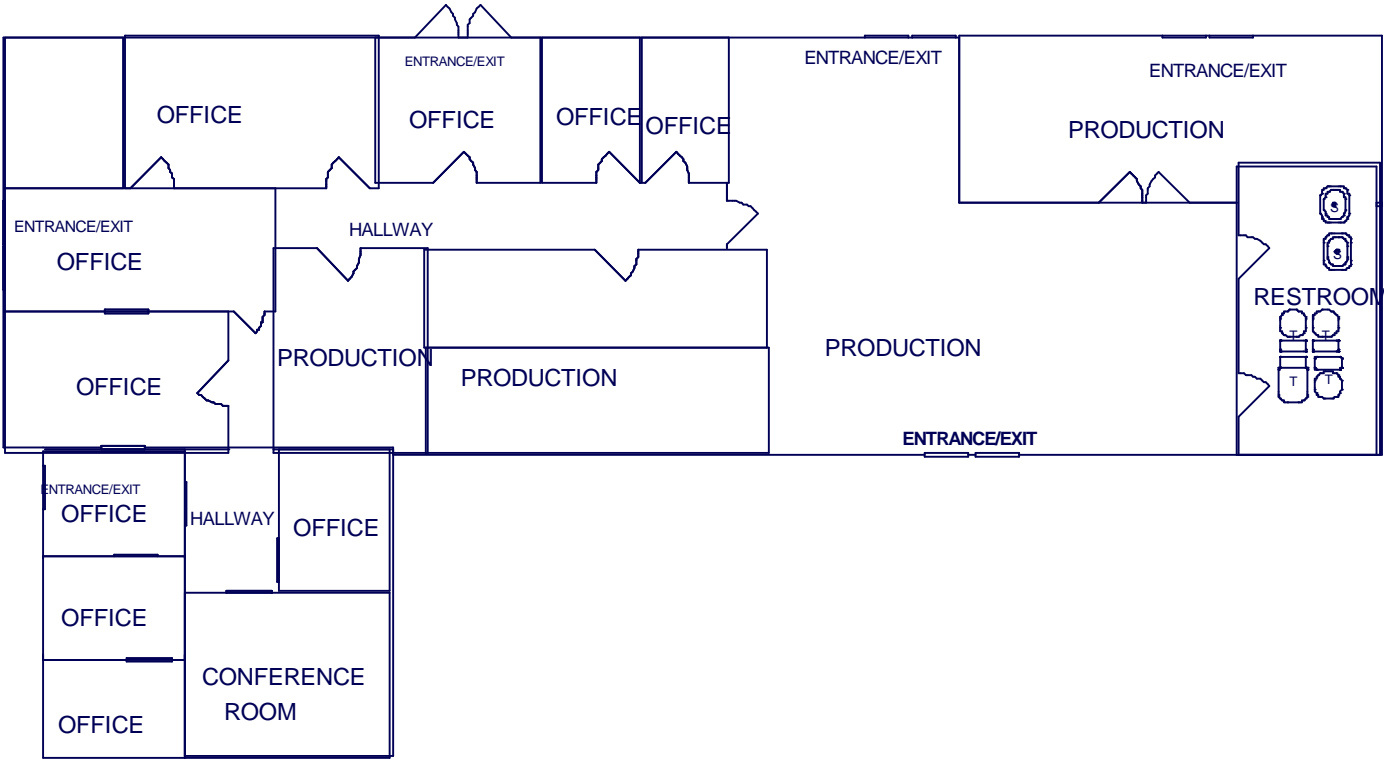 ENTRANCE/EXIT
ENTRANCE/EXIT
ENTRANCE/EXIT
OFFICE
OFFICE
OFFICE
OFFICE
PRODUCTION
ENTRANCE/EXIT
OFFICE
HALLWAY
S
S
RESTROOM
T
T
T
T
PRODUCTION
PRODUCTION
PRODUCTION
OFFICE
ENTRANCE/EXIT
ENTRANCE/EXIT
OFFICE
HALLWAY
OFFICE
OFFICE
CONFERENCE
ROOM
OFFICE